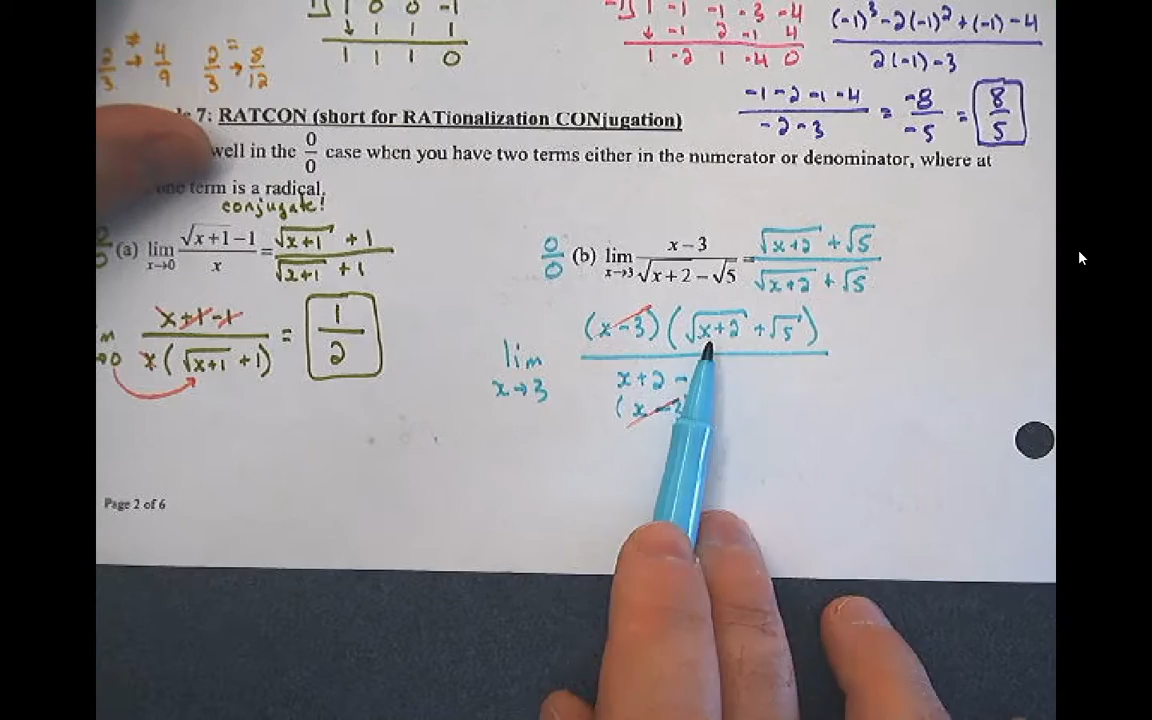 1 0 0 -1
↓ 1 1 1
1 1 1 0
2/3 ≠→ 4/9 2/3 =→ 8/12
-1| 1 -1 -1 -3 -4
↓ -1 2 -1 4
1 -2 1 -4 0
(-1)³ - 2(-1)² + (-1) - 4
2(-1) - 3
-1 - 2 - 1 - 4 / -2 - 3 = -8/-5 = 8/5
7: RATCON (short for RATionalization CONjugation)
well in the 0/0 case when you have two terms either in the numerator or denominator, where at
one term is a radical.
conjugate!
(a) lim x→0 √x+1 - 1 / x = √x+1 + 1 / √x+1 + 1
x + 1 - 1 / x(√x+1 + 1) = 1/2
0/0 (b) lim x→3 x - 3 / √x+2 - √5 = √x+2 + √5 / √x+2 + √5
lim x→3 (x - 3)(√x+2 + √5)
x + 2 -
(x - 3
Page 2 of 6